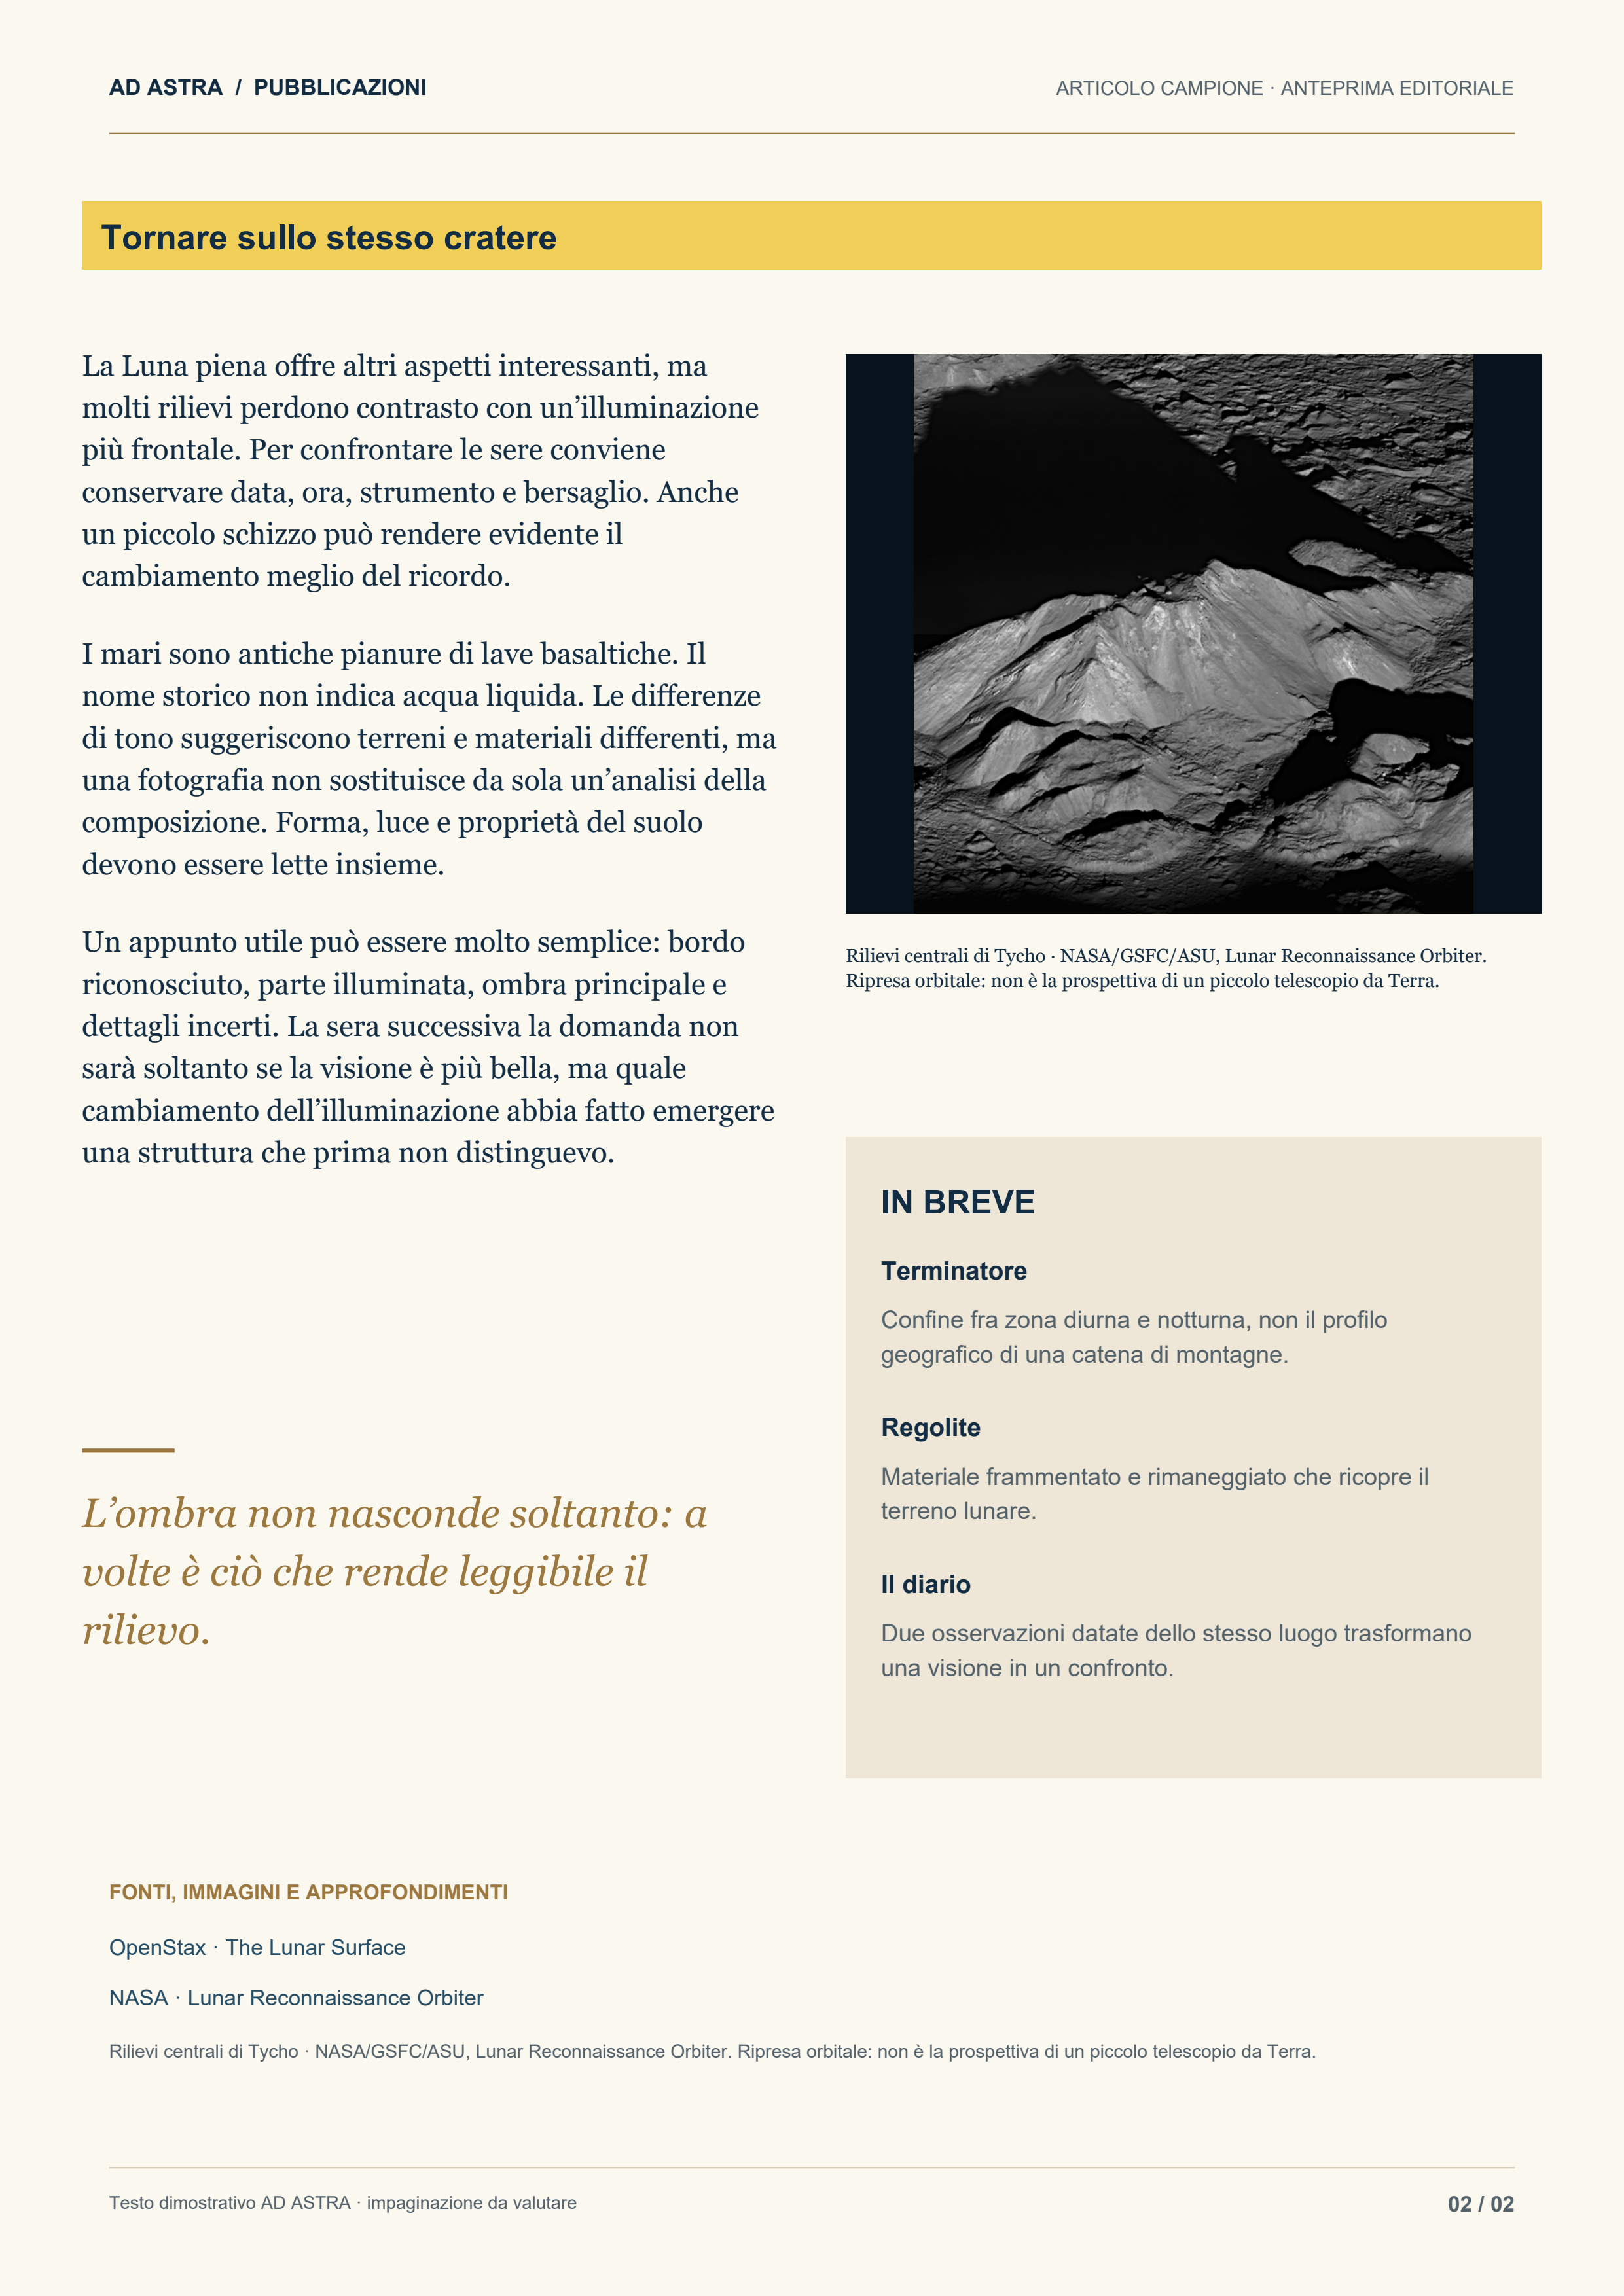 AD ASTRA / PUBBLICAZIONI
ARTICOLO CAMPIONE · ANTEPRIMA EDITORIALE
Tornare sullo stesso cratere
La Luna piena offre altri aspetti interessanti, ma
molti rilievi perdono contrasto con un’illuminazione
più frontale. Per confrontare le sere conviene
conservare data, ora, strumento e bersaglio. Anche
un piccolo schizzo può rendere evidente il
cambiamento meglio del ricordo.
I mari sono antiche pianure di lave basaltiche. Il
nome storico non indica acqua liquida. Le differenze
di tono suggeriscono terreni e materiali differenti, ma
una fotografia non sostituisce da sola un’analisi della
composizione. Forma, luce e proprietà del suolo
devono essere lette insieme.
Un appunto utile può essere molto semplice: bordo
riconosciuto, parte illuminata, ombra principale e
dettagli incerti. La sera successiva la domanda non
sarà soltanto se la visione è più bella, ma quale
cambiamento dell’illuminazione abbia fatto emergere
una struttura che prima non distinguevo.
L’ombra non nasconde soltanto: a
volte è ciò che rende leggibile il
rilievo.
Rilievi centrali di Tycho · NASA/GSFC/ASU, Lunar Reconnaissance Orbiter.
Ripresa orbitale: non è la prospettiva di un piccolo telescopio da Terra.
IN BREVE
Terminatore
Confine fra zona diurna e notturna, non il profilo
geografico di una catena di montagne.
Regolite
Materiale frammentato e rimaneggiato che ricopre il
terreno lunare.
Il diario
Due osservazioni datate dello stesso luogo trasformano
una visione in un confronto.
FONTI, IMMAGINI E APPROFONDIMENTI
OpenStax · The Lunar Surface
NASA · Lunar Reconnaissance Orbiter
Rilievi centrali di Tycho · NASA/GSFC/ASU, Lunar Reconnaissance Orbiter. Ripresa orbitale: non è la prospettiva di un piccolo telescopio da Terra.
Testo dimostrativo AD ASTRA · impaginazione da valutare
02 / 02